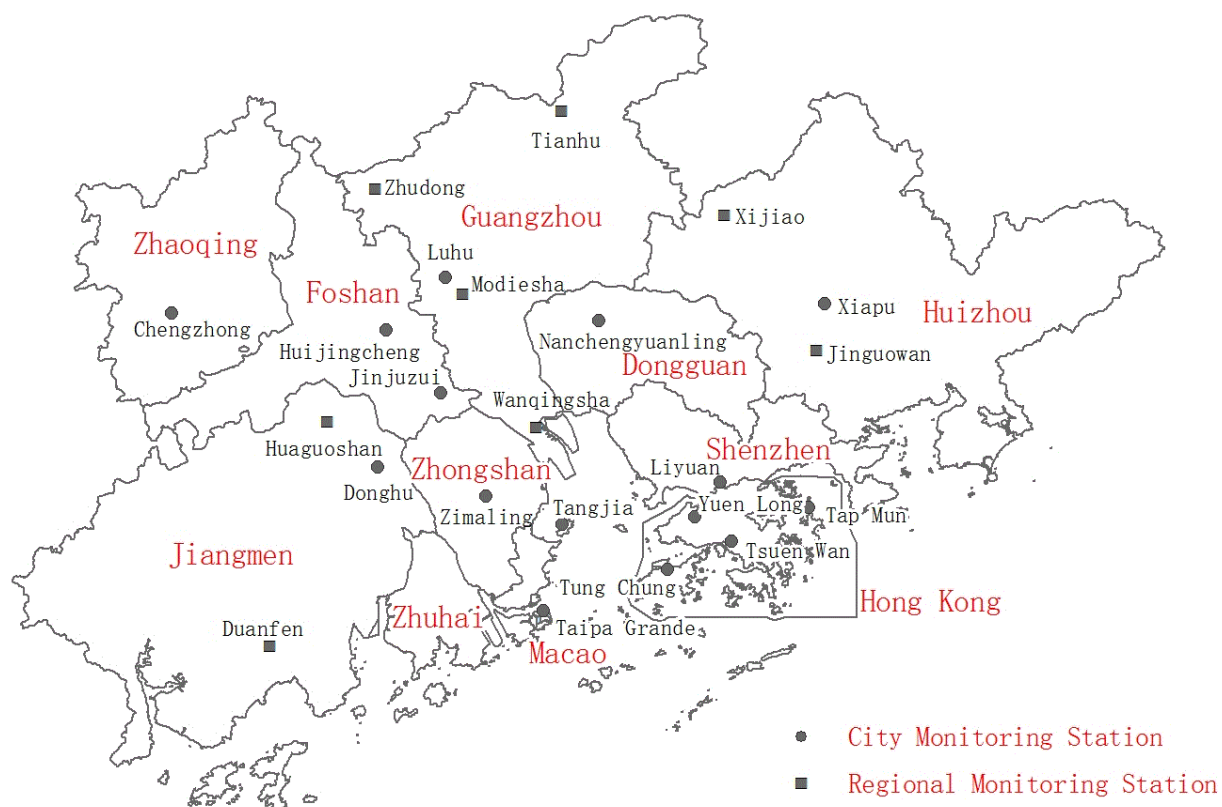 Tianhu
Zhudong
Guangzhou
Xijiao
Zhaoqing
Luhu
Modiesha
Foshan
Chengzhong
Xiapu
Huizhou
Huijingcheng
Nanchengyuanling
Jinguowan
Dongguan
Jinjuzui
Wanqingsha
Huaguoshan
Shenzhen
Zhongshan
Liyuan
Donghu
Zimaling
Tangjia
Yuen Long
Tap Mun
Jiangmen
Tsuen Wan
Tung Chung
Hong Kong
Zhuhai
Duanfen
Taipa Grande
Macao
City Monitoring Station
Regional Monitoring Station